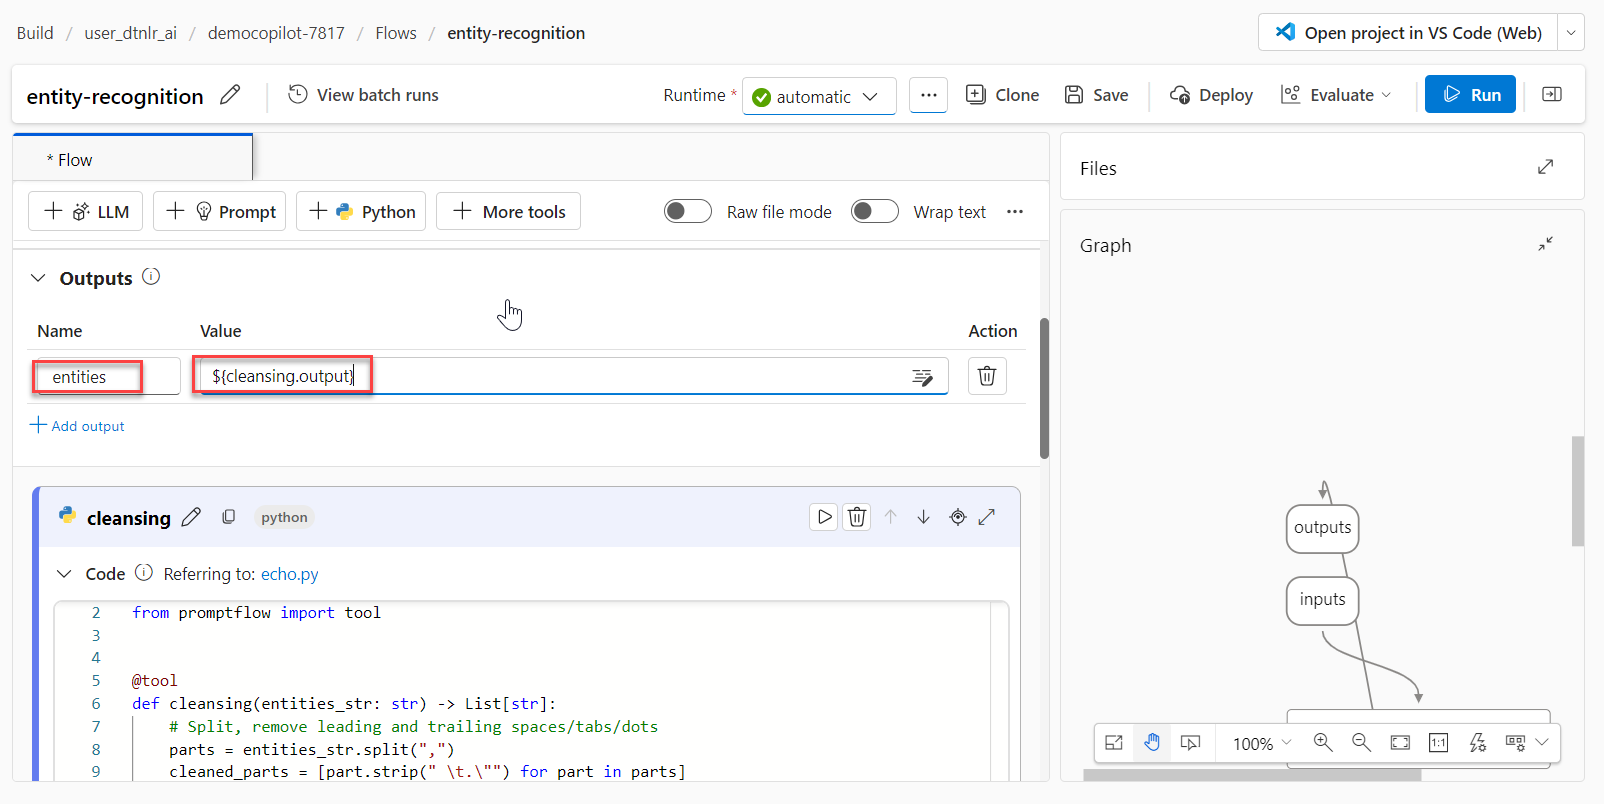 Build / user_dtnlr_ai / democopilot-7817 / Flows / entity-recognition
Open project in VS Code (Web)
entity-recognition
View batch runs
Runtime *
automatic
...
Clone
Save
Deploy
Evaluate
Run
* Flow
+ LLM
+ Prompt
+ Python
+ More tools
Raw file mode
Wrap text
...
Outputs
Name Value Action
entities ${cleansing.output}
+ Add output
cleansing
python
Code Referring to: echo.py
2 from promptflow import tool
3
4
5 @tool
6 def cleansing(entities_str: str) -> List[str]:
7 # Split, remove leading and trailing spaces/tabs/dots
8 parts = entities_str.split(",")
9 cleaned_parts = [part.strip(" \t.\"") for part in parts]
Files
Graph
outputs
inputs
100%
1:1